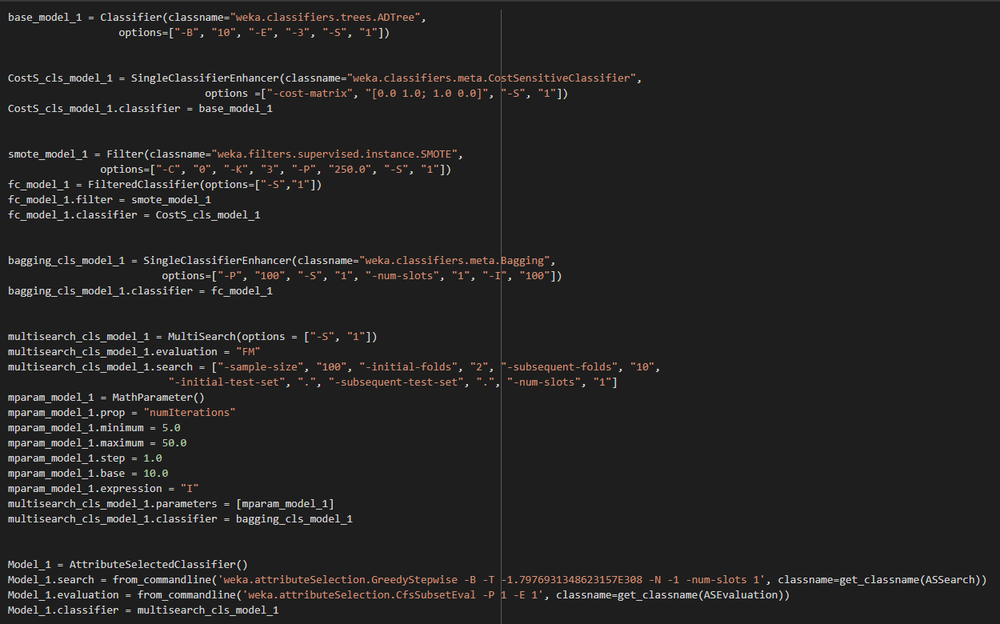 base_model_1 = Classifier(classname="weka.classifiers.trees.ADTree",
options=["-B", "10", "-E", "-3", "-S", "1"])
CostS_cls_model_1 = SingleClassifierEnhancer(classname="weka.classifiers.meta.CostSensitiveClassifier",
options =["-cost-matrix", "[0.0 1.0; 1.0 0.0]", "-S", "1"])
CostS_cls_model_1.classifier = base_model_1
smote_model_1 = Filter(classname="weka.filters.supervised.instance.SMOTE",
options=["-C", "0", "-K", "3", "-P", "250.0", "-S", "1"])
fc_model_1 = FilteredClassifier(options=["-S","1"])
fc_model_1.filter = smote_model_1
fc_model_1.classifier = CostS_cls_model_1
bagging_cls_model_1 = SingleClassifierEnhancer(classname="weka.classifiers.meta.Bagging",
options=["-P", "100", "-S", "1", "-num-slots", "1", "-I", "100"])
bagging_cls_model_1.classifier = fc_model_1
multisearch_cls_model_1 = MultiSearch(options = ["-S", "1"])
multisearch_cls_model_1.evaluation = "FM"
multisearch_cls_model_1.search = ["-sample-size", "100", "-initial-folds", "2", "-subsequent-folds", "10",
"-initial-test-set", ".", "-subsequent-test-set", ".", "-num-slots", "1"]
mparam_model_1 = MathParameter()
mparam_model_1.prop = "numIterations"
mparam_model_1.minimum = 5.0
mparam_model_1.maximum = 50.0
mparam_model_1.step = 1.0
mparam_model_1.base = 10.0
mparam_model_1.expression = "I"
multisearch_cls_model_1.parameters = [mparam_model_1]
multisearch_cls_model_1.classifier = bagging_cls_model_1
Model_1 = AttributeSelectedClassifier()
Model_1.search = from_commandline('weka.attributeSelection.GreedyStepwise -B -T -1.7976931348623157E308 -N -1 -num-slots 1', classname=get_classname(ASSearch))
Model_1.evaluation = from_commandline('weka.attributeSelection.CfsSubsetEval -P 1 -E 1', classname=get_classname(ASEvaluation))
Model_1.classifier = multisearch_cls_model_1